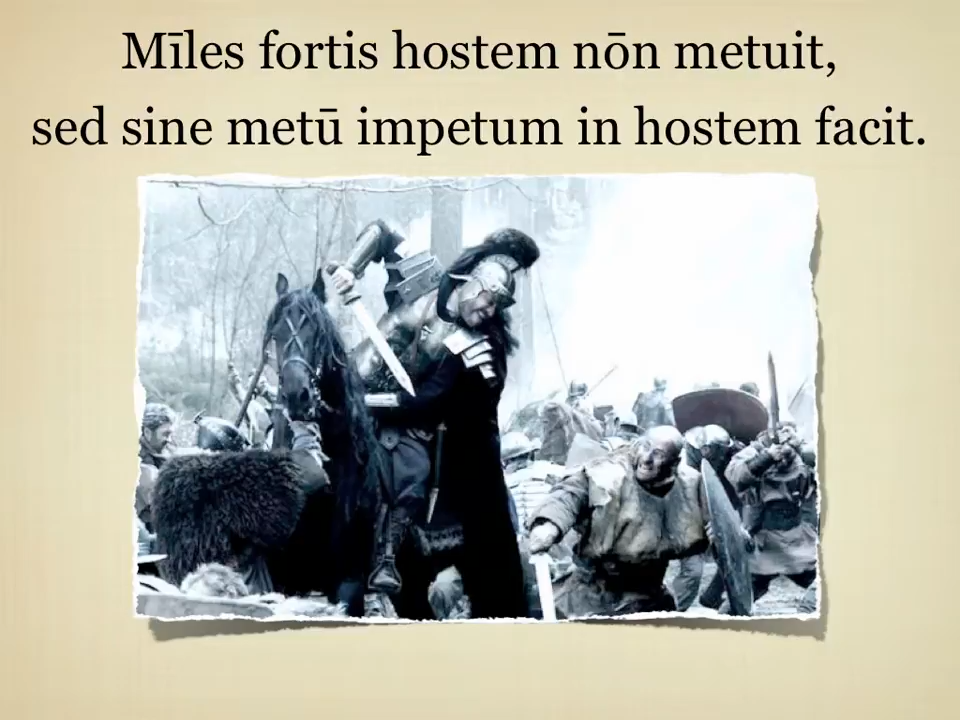 Mīles fortis hostem nōn metuit,
sed sine metū impetum in hostem facit.